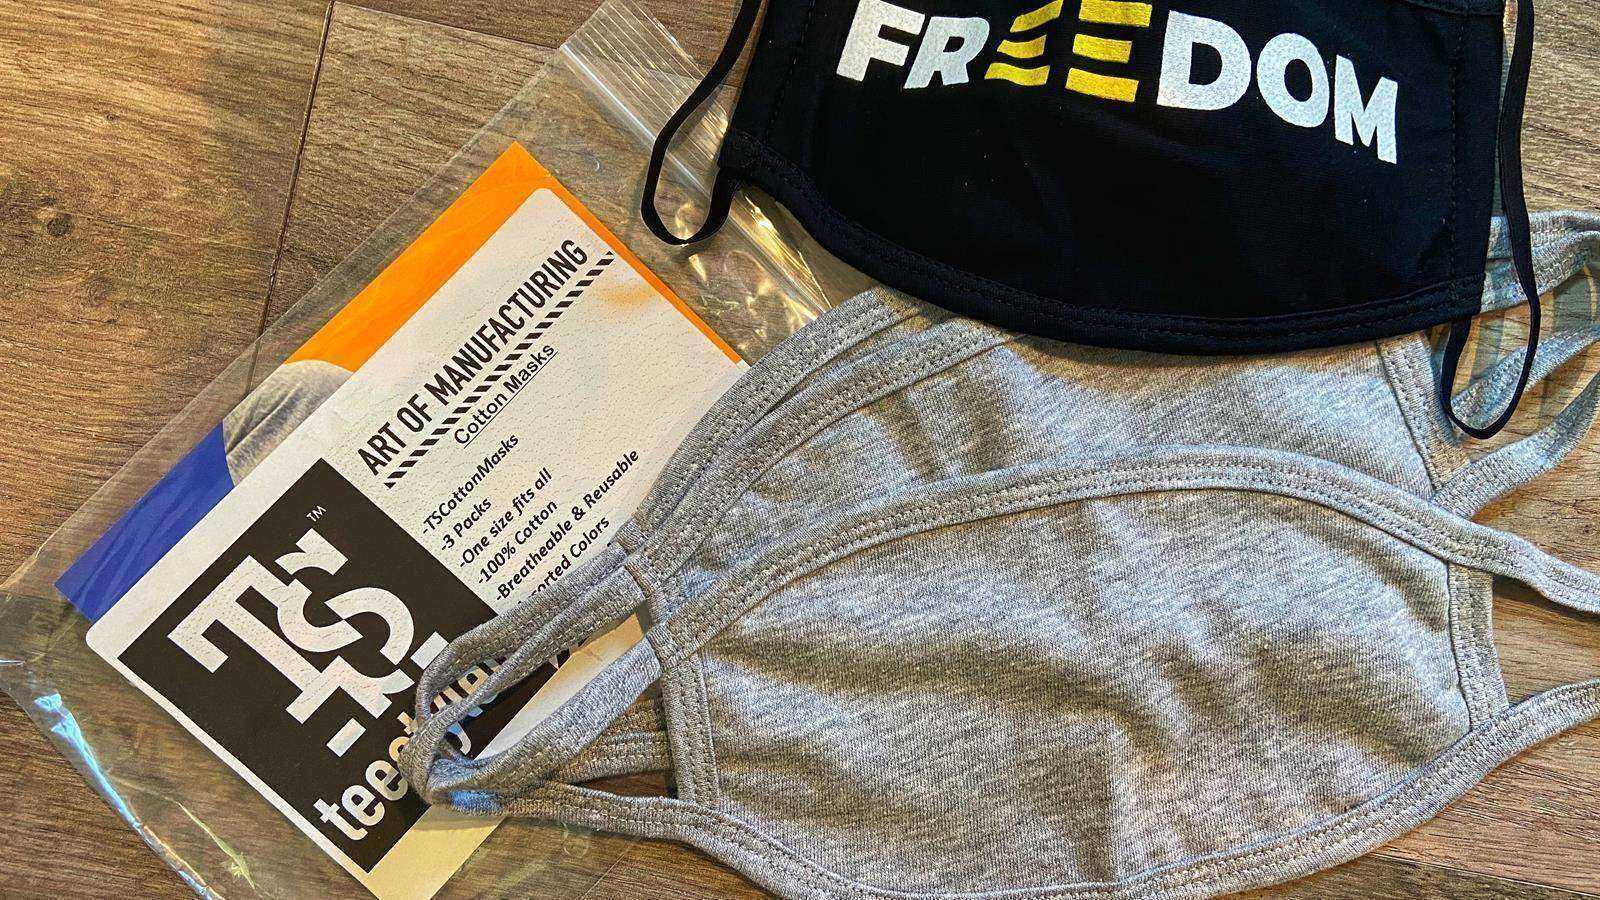 FREEDOM
ART OF MANUFACTURING
Cotton Masks
-TSCottonMasks
-3 Packs
-One size fits all
-100% Cotton
-Breatheable & Reusable
TS
TM